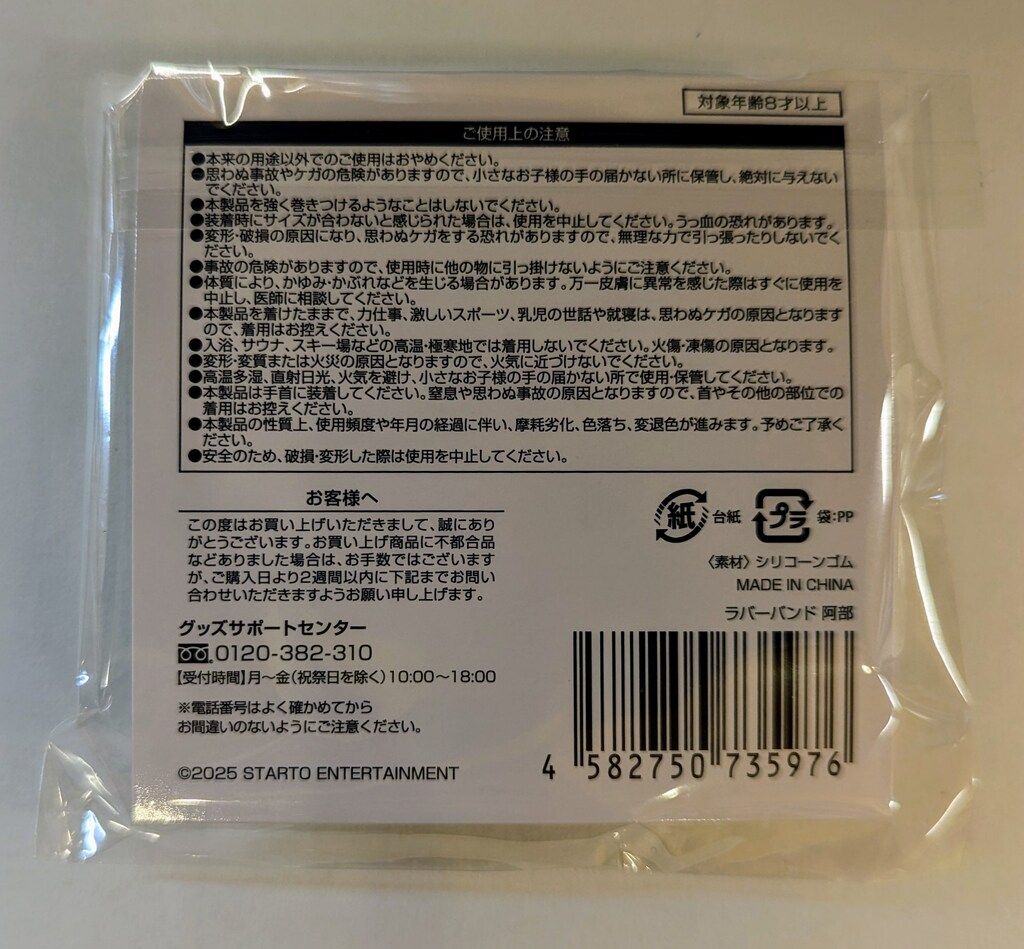 対象年齢8才以上
ご使用上の注意
●本来の用途以外でのご使用はおやめください。
●思わぬ事故やケガの危険がありますので、小さなお子様の手の届かない所に保管し、絶対に与えない
でください。
●本製品を強く巻きつけるようなことはしないでください。
●装着時にサイズが合わないと感じられた場合は、使用を中止してください。うっ血の恐れがあります。
●変形・破損の原因になり、思わぬケガをする恐れがありますので、無理な力で引っ張ったりしないでく
ださい。
●事故の危険がありますので、使用時に他の物に引っ掛けないようにご注意ください。
●体質により、かゆみ・かぶれなどを生じる場合があります。万一皮膚に異常を感じた際はすぐに使用を
中止し、医師に相談してください。
●本製品を着けたままで、力仕事、激しいスポーツ、乳児の世話や就寝は、思わぬケガの原因となります
ので、着用はお控えください。
●入浴、サウナ、スキー場などの高温・極寒地では着用しないでください。火傷・凍傷の原因となります。
●変形・変質または火災の原因となりますので、火気に近づけないでください。
●高温多湿、直射日光、火気を避け、小さなお子様の手の届かない所で使用・保管してください。
●本製品は手首に装着してください。窒息や思わぬ事故の原因となりますので、首やその他の部位での
着用はお控えください。
●本製品の性質上、使用頻度や年月の経過に伴い、摩耗劣化、色落ち、変退色が進みます。予めご了承く
ださい。
●安全のため、破損・変形した際は使用を中止してください。
お客様へ
この度はお買い上げいただきまして、誠にあり
がとうございます。お買い上げ商品に不都合品
などありました場合は、お手数ではございます
が、ご購入日より2週間以内に下記までお問い
合わせいただきますようお願い申し上げます。
グッズサポートセンター
0120-382-310
【受付時間】月〜金(祝祭日を除く)10:00〜18:00
※電話番号はよく確かめてから
お間違いのないようにご注意ください。
©2025 STARTO ENTERTAINMENT
紙 台紙 プラ 袋:PP
〈素材〉シリコーンゴム
MADE IN CHINA
ラバーバンド 阿部
4 582750 735976